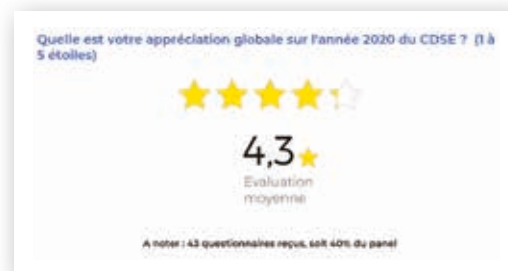 Quelle est votre appréciation globale sur l'année 2020 du CDSE ? (1 à
5 étoiles)
4,3
Evaluation
moyenne
A noter : 43 questionnaires reçus, soit 40% du panel